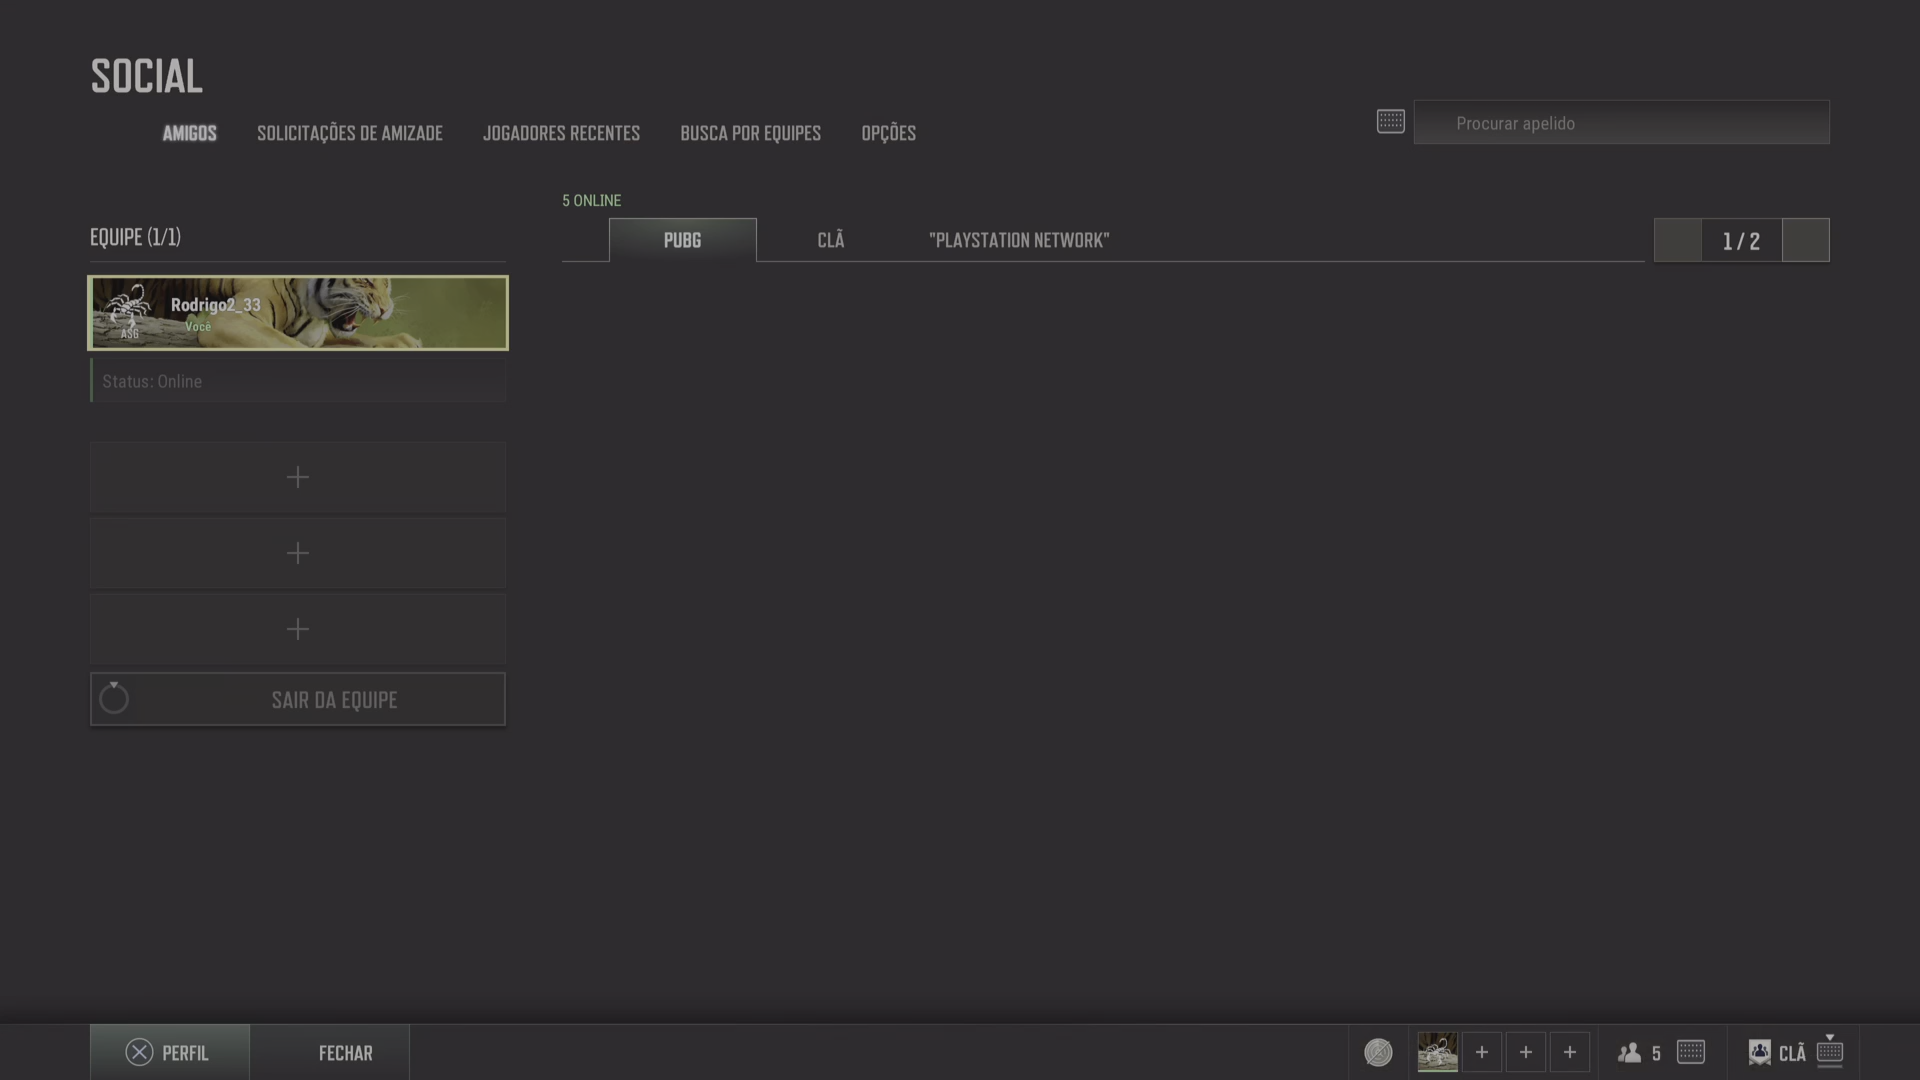 SOCIAL
AMIGOS SOLICITAÇÕES DE AMIZADE JOGADORES RECENTES BUSCA POR EQUIPES OPÇÕES
Procurar apelido
5 ONLINE
EQUIPE (1/1)
PUBG CLÃ "PLAYSTATION NETWORK"
1 / 2
Rodrigo2_33
Você
ASG
Status: Online
+
+
+
SAIR DA EQUIPE
PERFIL FECHAR
+ + + 5 CLÃ